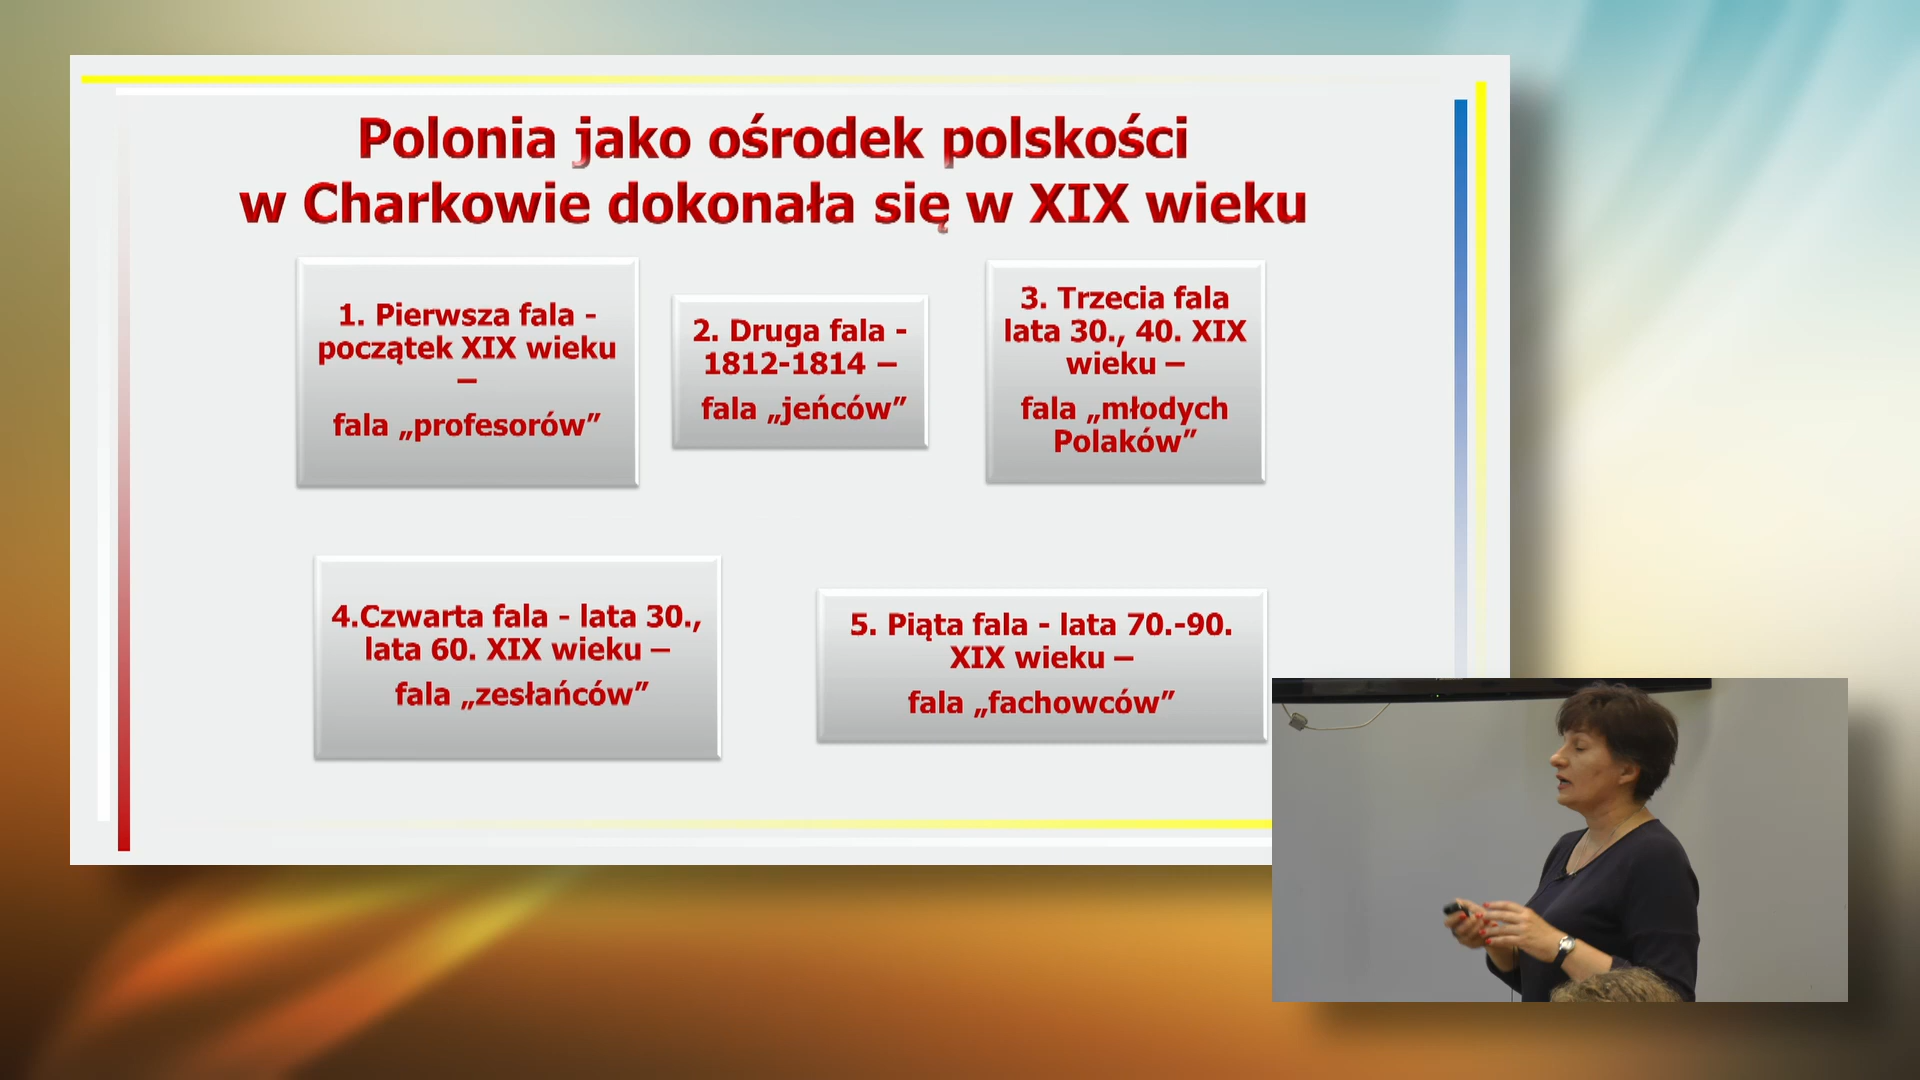 Polonia jako ośrodek polskości
w Charkowie dokonała się w XIX wieku
1. Pierwsza fala -
początek XIX wieku
–
fala „profesorów”
2. Druga fala -
1812-1814 –
fala „jeńców”
3. Trzecia fala
lata 30., 40. XIX
wieku –
fala „młodych
Polaków”
4.Czwarta fala - lata 30.,
lata 60. XIX wieku –
fala „zesłańców”
5. Piąta fala - lata 70.-90.
XIX wieku –
fala „fachowców”